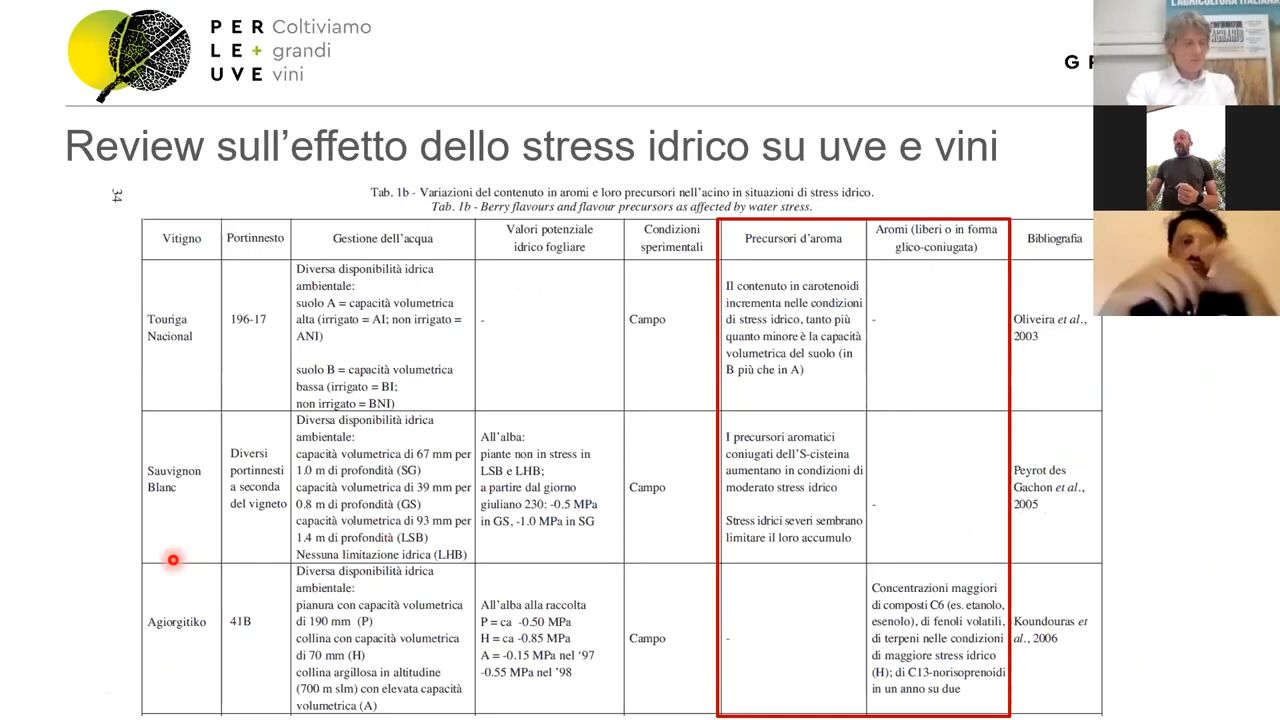 PER Coltiviamo
LE+ grandi
UVE vini
L'AGRICOLTURA ITALIANA
Review sull'effetto dello stress idrico su uve e vini
34
Tab. 1b - Variazioni del contenuto in aromi e loro precursori nell'acino in situazioni di stress idrico.
Tab. 1b - Berry flavours and flavour precursors as affected by water stress.
Vitigno
Portinnesto
Gestione dell'acqua
Valori potenziale
idrico fogliare
Condizioni
sperimentali
Precursori d'aroma
Aromi (liberi o in forma
glico-coniugata)
Bibliografia
Touriga
Nacional
196-17
Diversa disponibilità idrica
ambientale:
suolo A = capacità volumetrica
alta (irrigato = AI; non irrigato =
ANI)
suolo B = capacità volumetrica
bassa (irrigato = BI;
non irrigato = BNI)
-
Campo
Il contenuto in carotenoidi
incrementa nelle condizioni
di stress idrico, tanto più
quanto minore è la capacità
volumetrica del suolo (in
B più che in A)
-
Oliveira et al.,
2003
Sauvignon
Blanc
Diversi
portinnesti
a seconda
del vigneto
Diversa disponibilità idrica
ambientale:
capacità volumetrica di 67 mm per
1.0 m di profondità (SG)
capacità volumetrica di 39 mm per
0.8 m di profondità (GS)
capacità volumetrica di 93 mm per
1.4 m di profondità (LSB)
Nessuna limitazione idrica (LHB)
All'alba:
piante non in stress in
LSB e LHB;
a partire dal giorno
giuliano 230: -0.5 MPa
in GS, -1.0 MPa in SG
Campo
I precursori aromatici
coniugati dell'S-cisteina
aumentano in condizioni di
moderato stress idrico
Stress idrici severi sembrano
limitare il loro accumulo
-
Peyrot des
Gachon et al.,
2005
Agiorgitiko
41B
Diversa disponibilità idrica
ambientale:
pianura con capacità volumetrica
di 190 mm (P)
collina con capacità volumetrica
di 70 mm (H)
collina argillosa in altitudine
(700 m slm) con elevata capacità
volumetrica (A)
All'alba alla raccolta
P = ca -0.50 MPa
H = ca -0.85 MPa
A = -0.15 MPa nel '97
-0.55 MPa nel '98
Campo
-
Concentrazioni maggiori
di composti C6 (es. etanolo,
esenolo), di fenoli volatili,
di terpeni nelle condizioni
di maggiore stress idrico
(H); di C13-norisoprenoidi
in un anno su due
Koundouras et
al., 2006